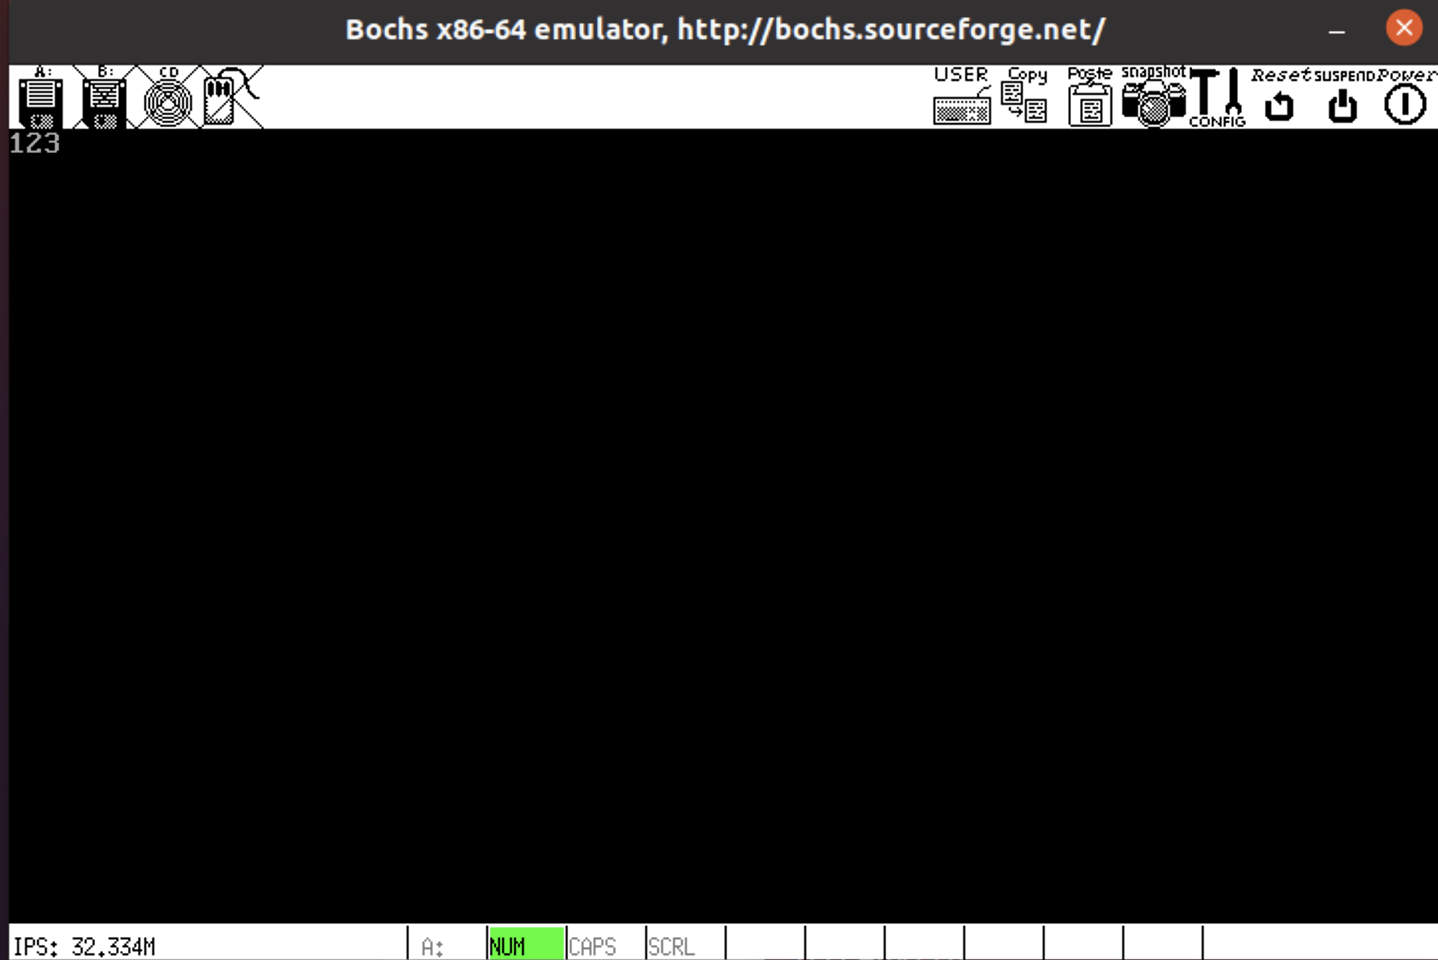 Bochs x86-64 emulator, http://bochs.sourceforge.net/
A: B: CD USER Copy Paste snapshot CONFIG Reset SUSPEND Power
123
IPS: 32.334M A: NUM CAPS SCRL